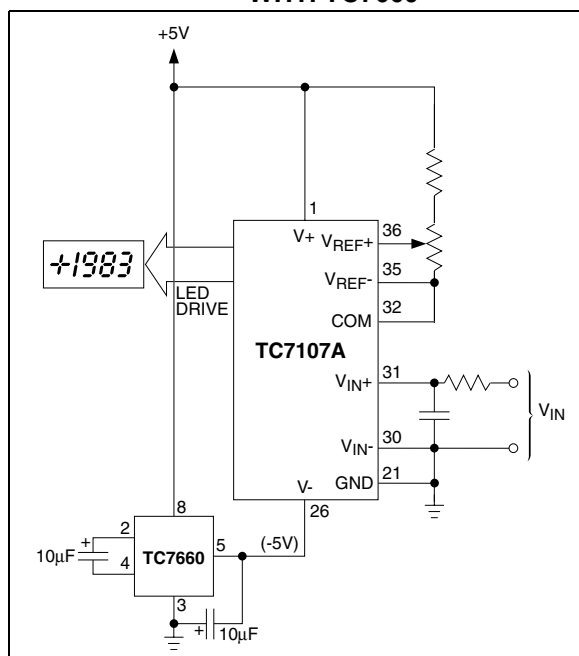 WITH TC7660
+5V
1
V+
36
VREF+
35
VREF-
32
COM
+1983
LED
DRIVE
TC7107A
31
VIN+
VIN
30
VIN-
21
GND
V-
26
8
2
5
(-5V)
10µF
+
TC7660
4
3
+
10µF